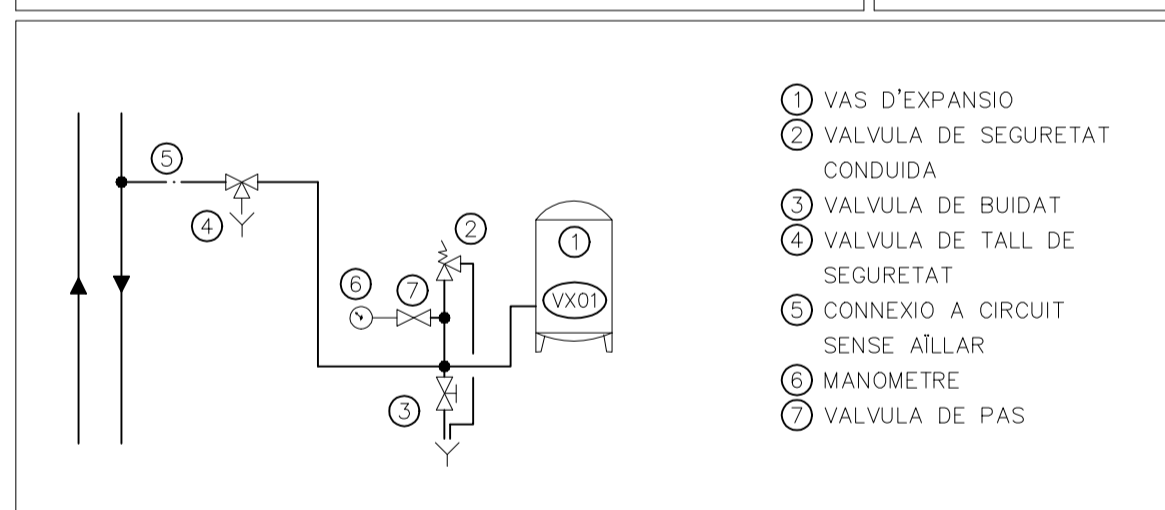 5
4
2
1
6
7
VX01
3
1 VAS D'EXPANSIO
2 VALVULA DE SEGURETAT
CONDUIDA
3 VALVULA DE BUIDAT
4 VALVULA DE TALL DE
SEGURETAT
5 CONNEXIO A CIRCUIT
SENSE AÏLLAR
6 MANOMETRE
7 VALVULA DE PAS